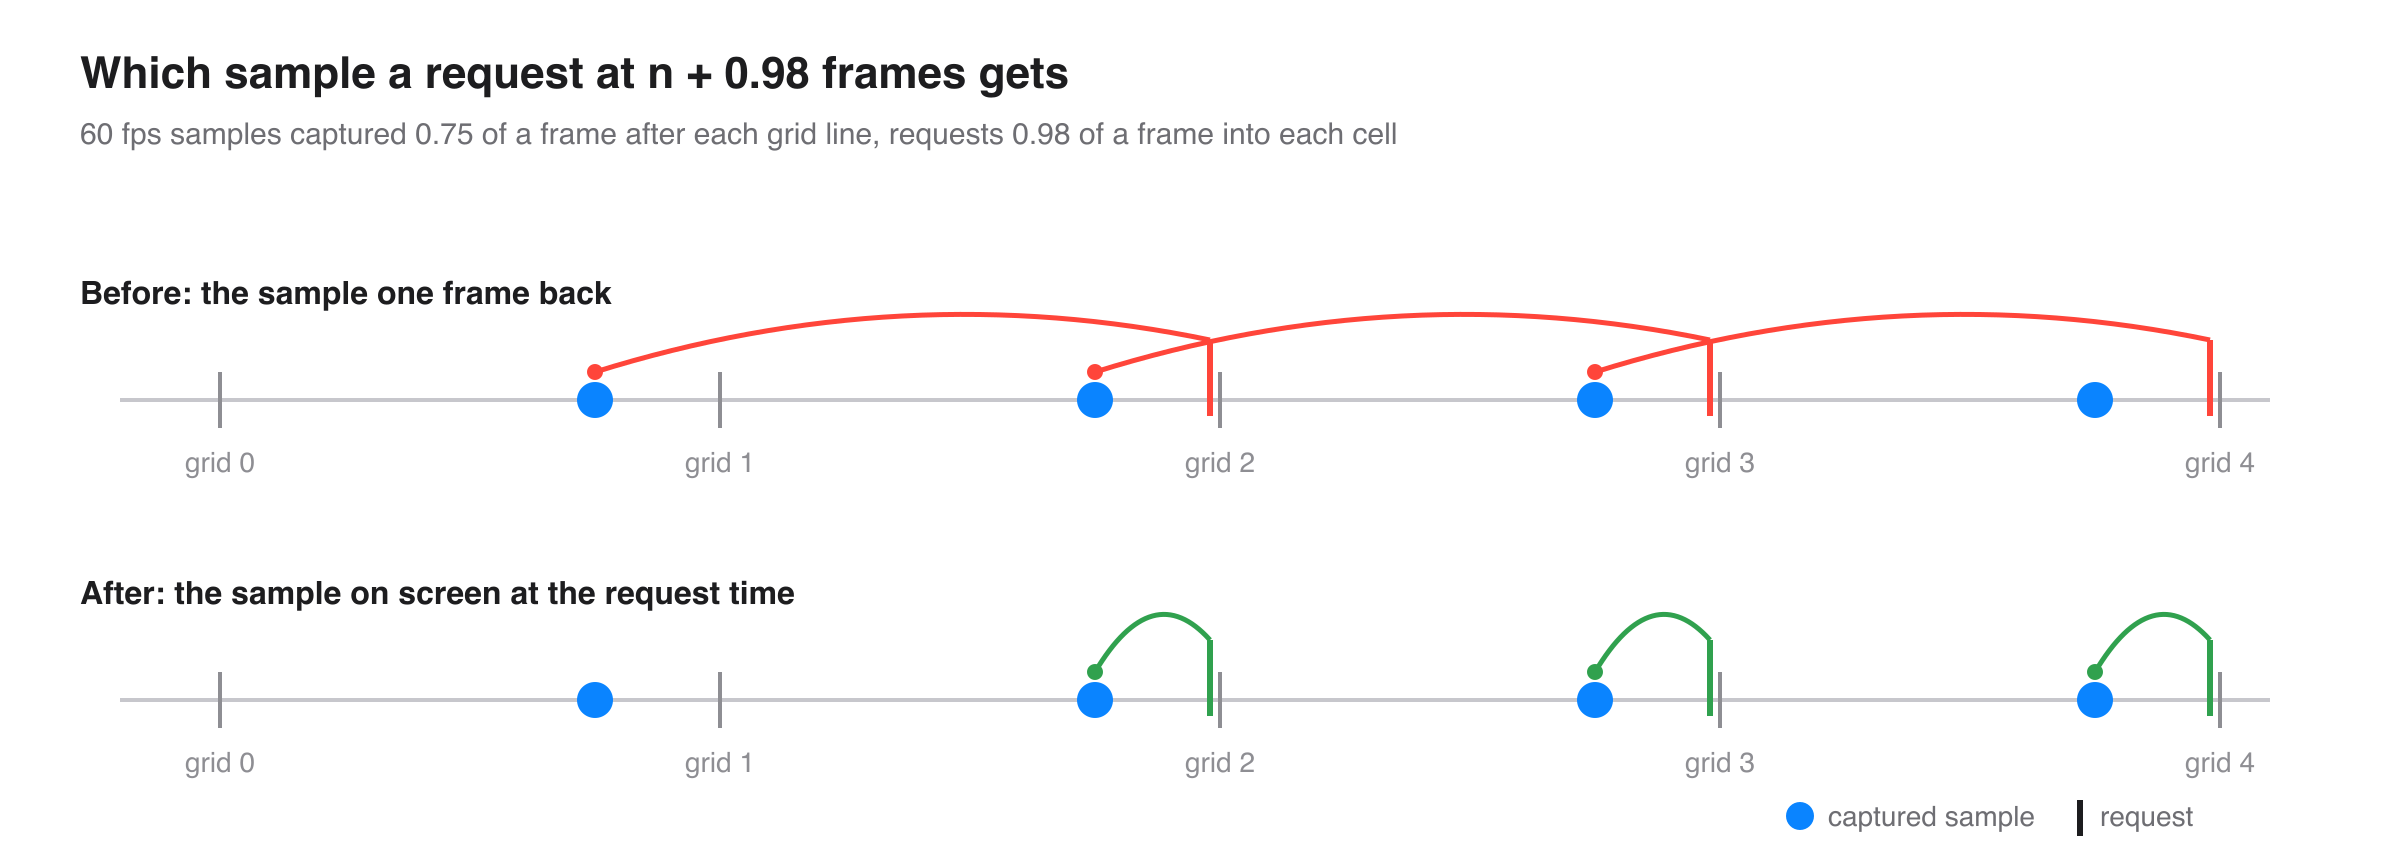 Which sample a request at n + 0.98 frames gets
60 fps samples captured 0.75 of a frame after each grid line, requests 0.98 of a frame into each cell
Before: the sample one frame back
grid 0 grid 1 grid 2 grid 3 grid 4
After: the sample on screen at the request time
grid 0 grid 1 grid 2 grid 3 grid 4
captured sample request